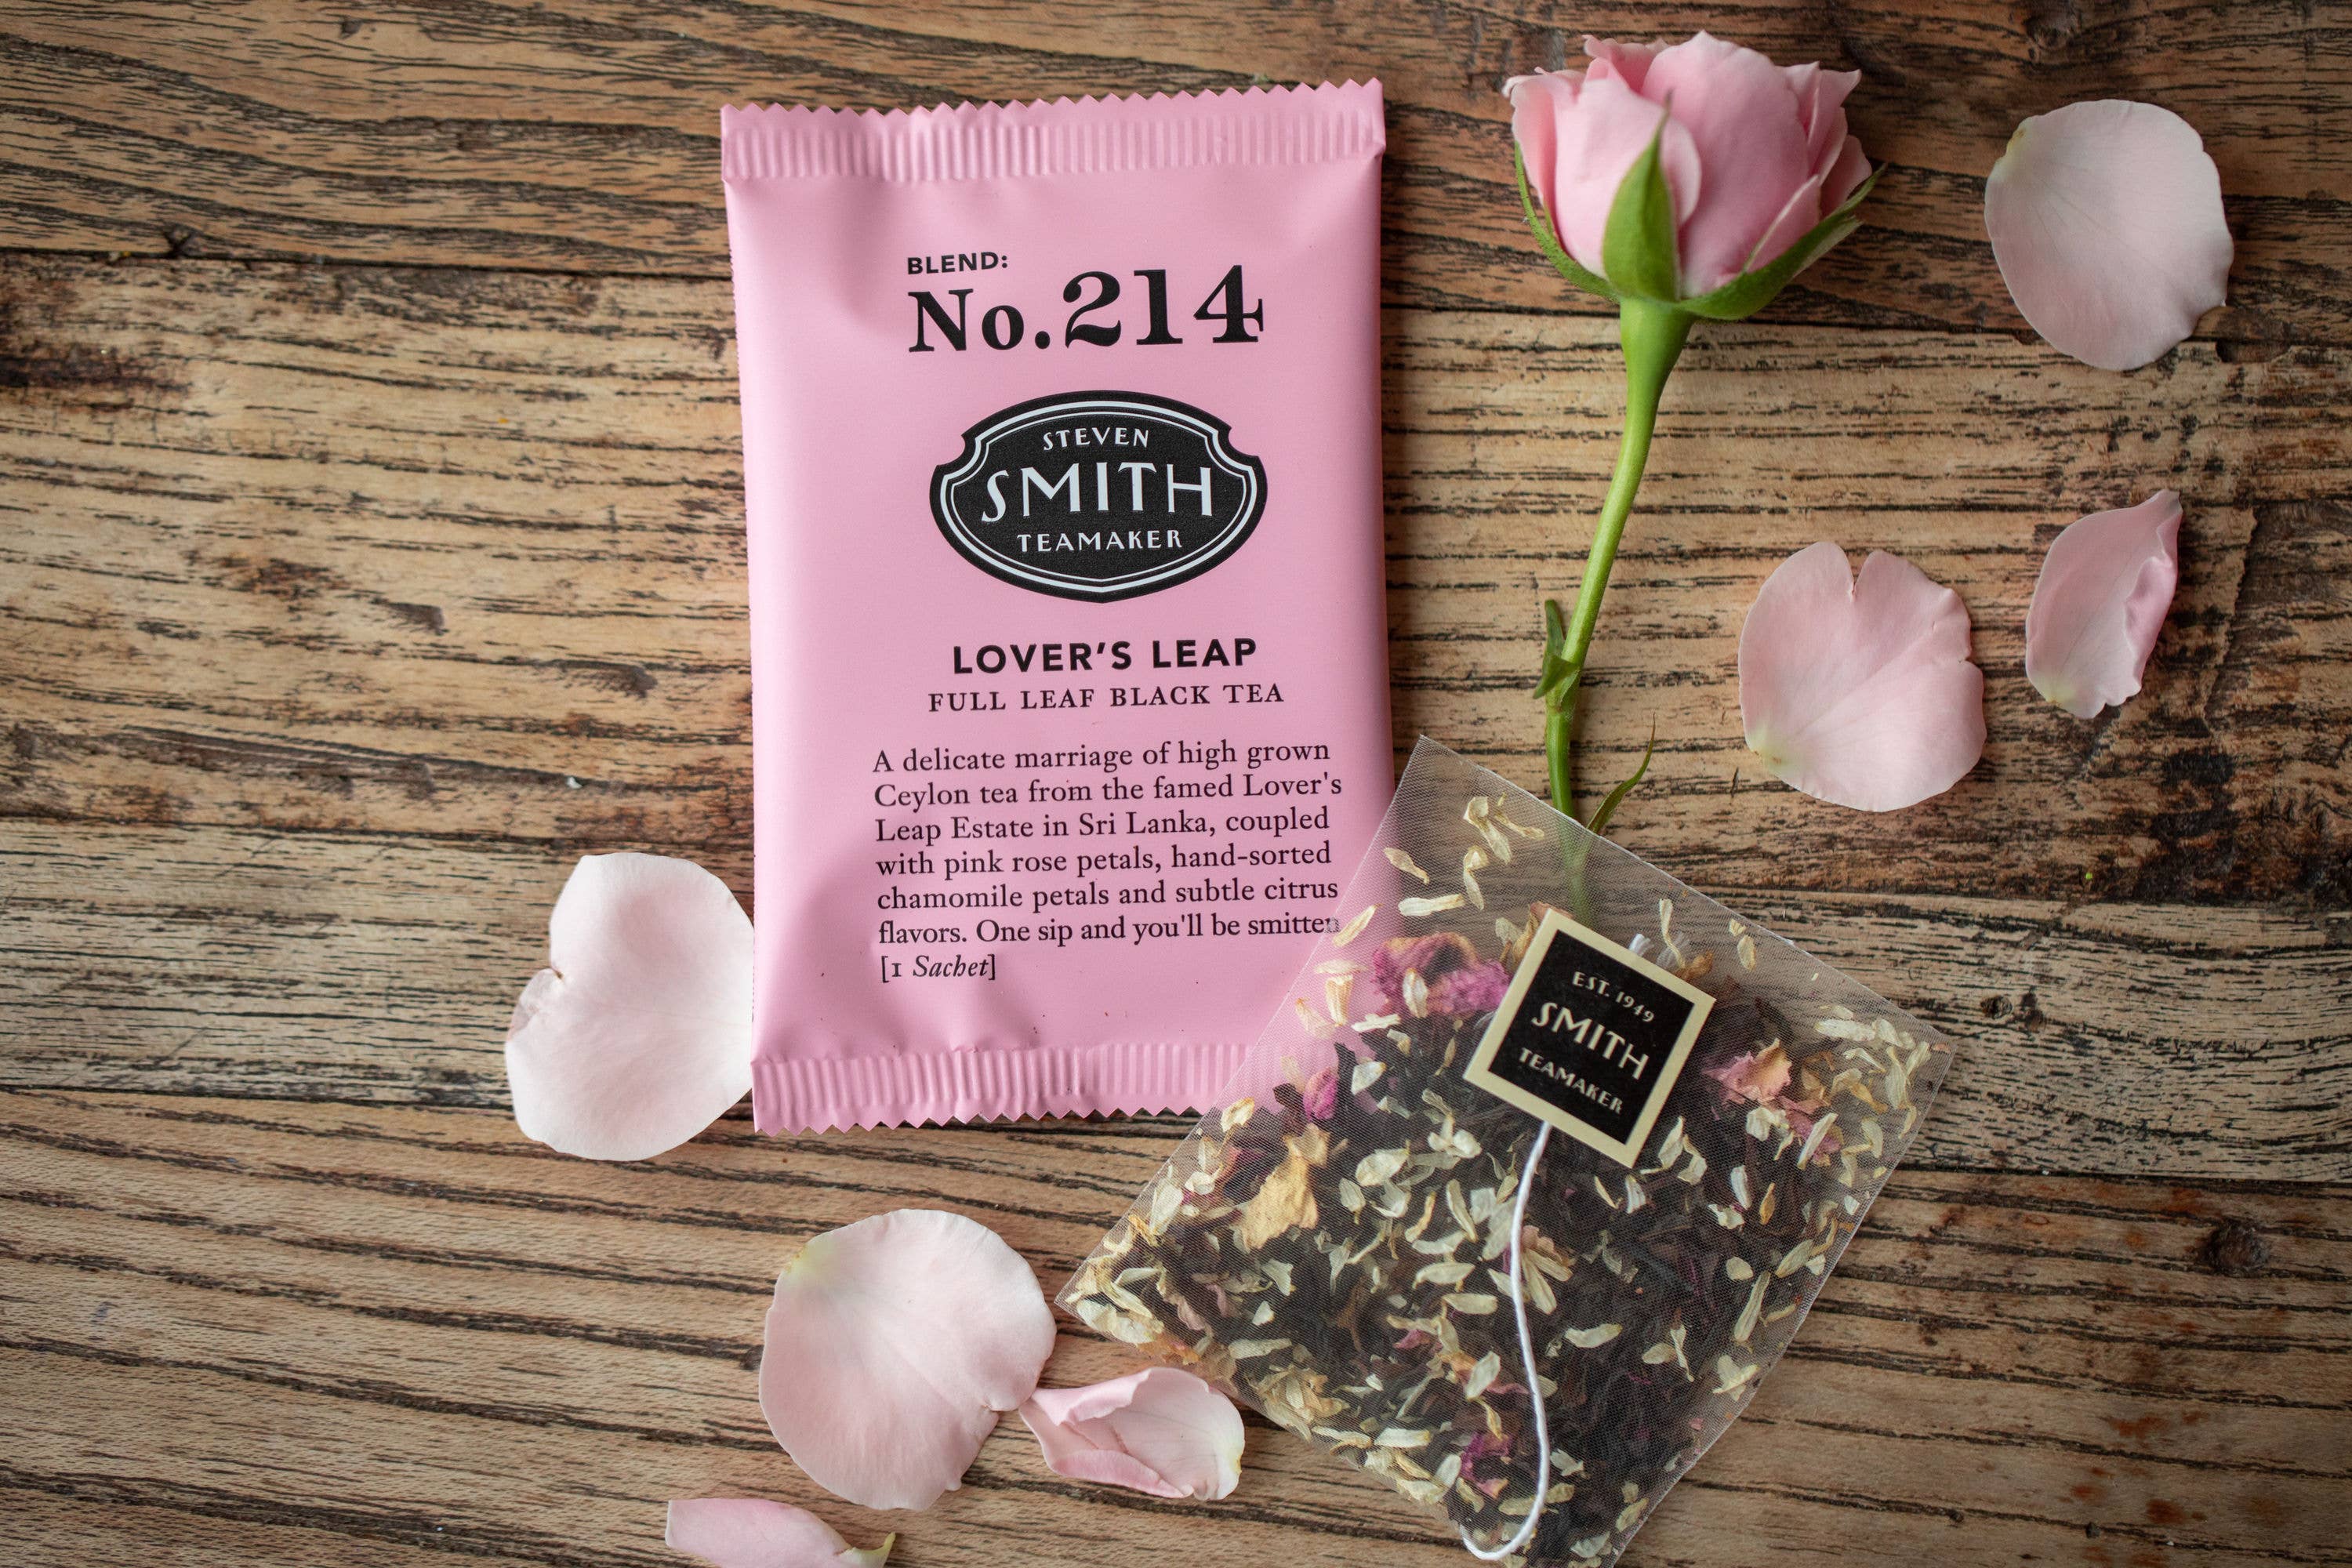 BLEND:
No.214
STEVEN
SMITH
TEAMAKER
LOVER'S LEAP
FULL LEAF BLACK TEA
A delicate marriage of high grown
Ceylon tea from the famed Lover's
Leap Estate in Sri Lanka, coupled
with pink rose petals, hand-sorted
chamomile petals and subtle citrus
flavors. One sip and you'll be smitten
[1 Sachet]
EST. 1949
SMITH
TEAMAKER